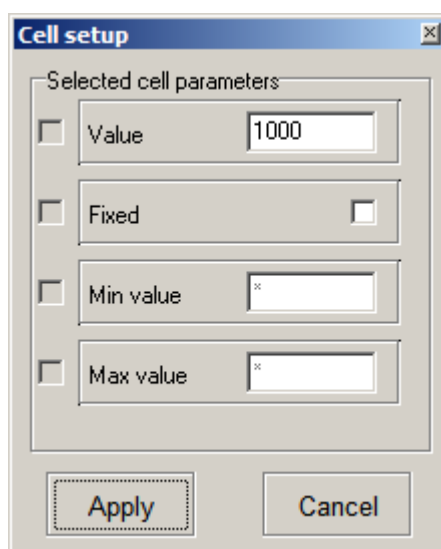 Cell setup
Selected cell parameters
Value 1000
Fixed
Min value *
Max value *
Apply Cancel